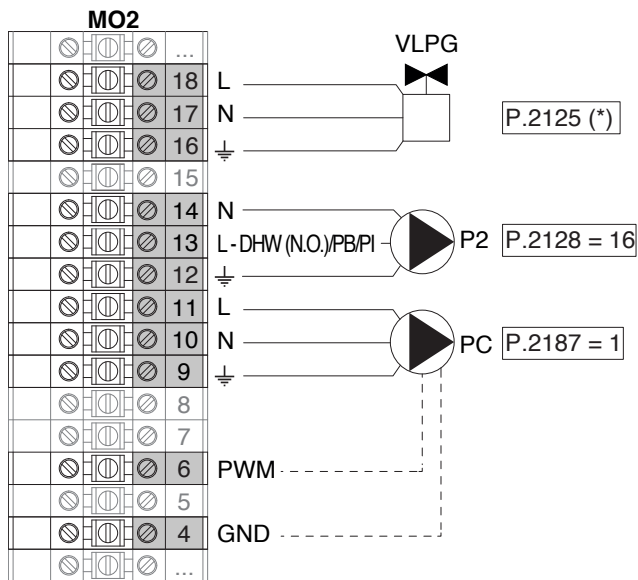 MO2
...
VLPG
18 L
17 N
P.2125 (*)
16
15
14 N
13 L - DHW (N.O.)/PB/PI P2 P.2128 = 16
12
11 L
10 N PC P.2187 = 1
9
8
7
6 PWM
5
4 GND
...